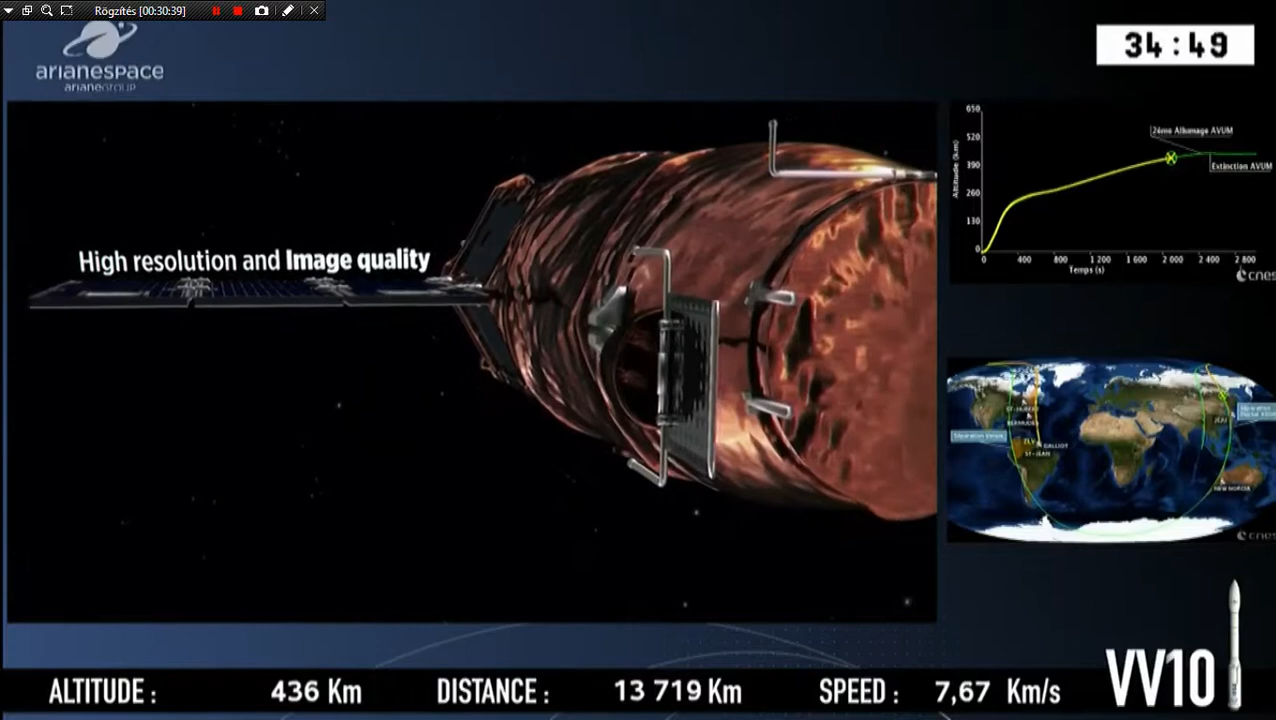 Rögzítés [00:30:39]
arianespace
arianeGROUP
34:49
High resolution and Image quality
650
520
390
260
130
0
Altitude (km)
2ème Allumage AVUM
Extinction AVUM
0 400 800 1 200 1 600 2 000 2 400 2 800
Temps (s)
cnes
ST-HUBERT
BERMUDES
GALLIOT
ST-JEAN
Séparation Venus
JEJU
NEW NORCIA
cnes
VV10
ALTITUDE : 436 Km DISTANCE : 13 719 Km SPEED : 7,67 Km/s